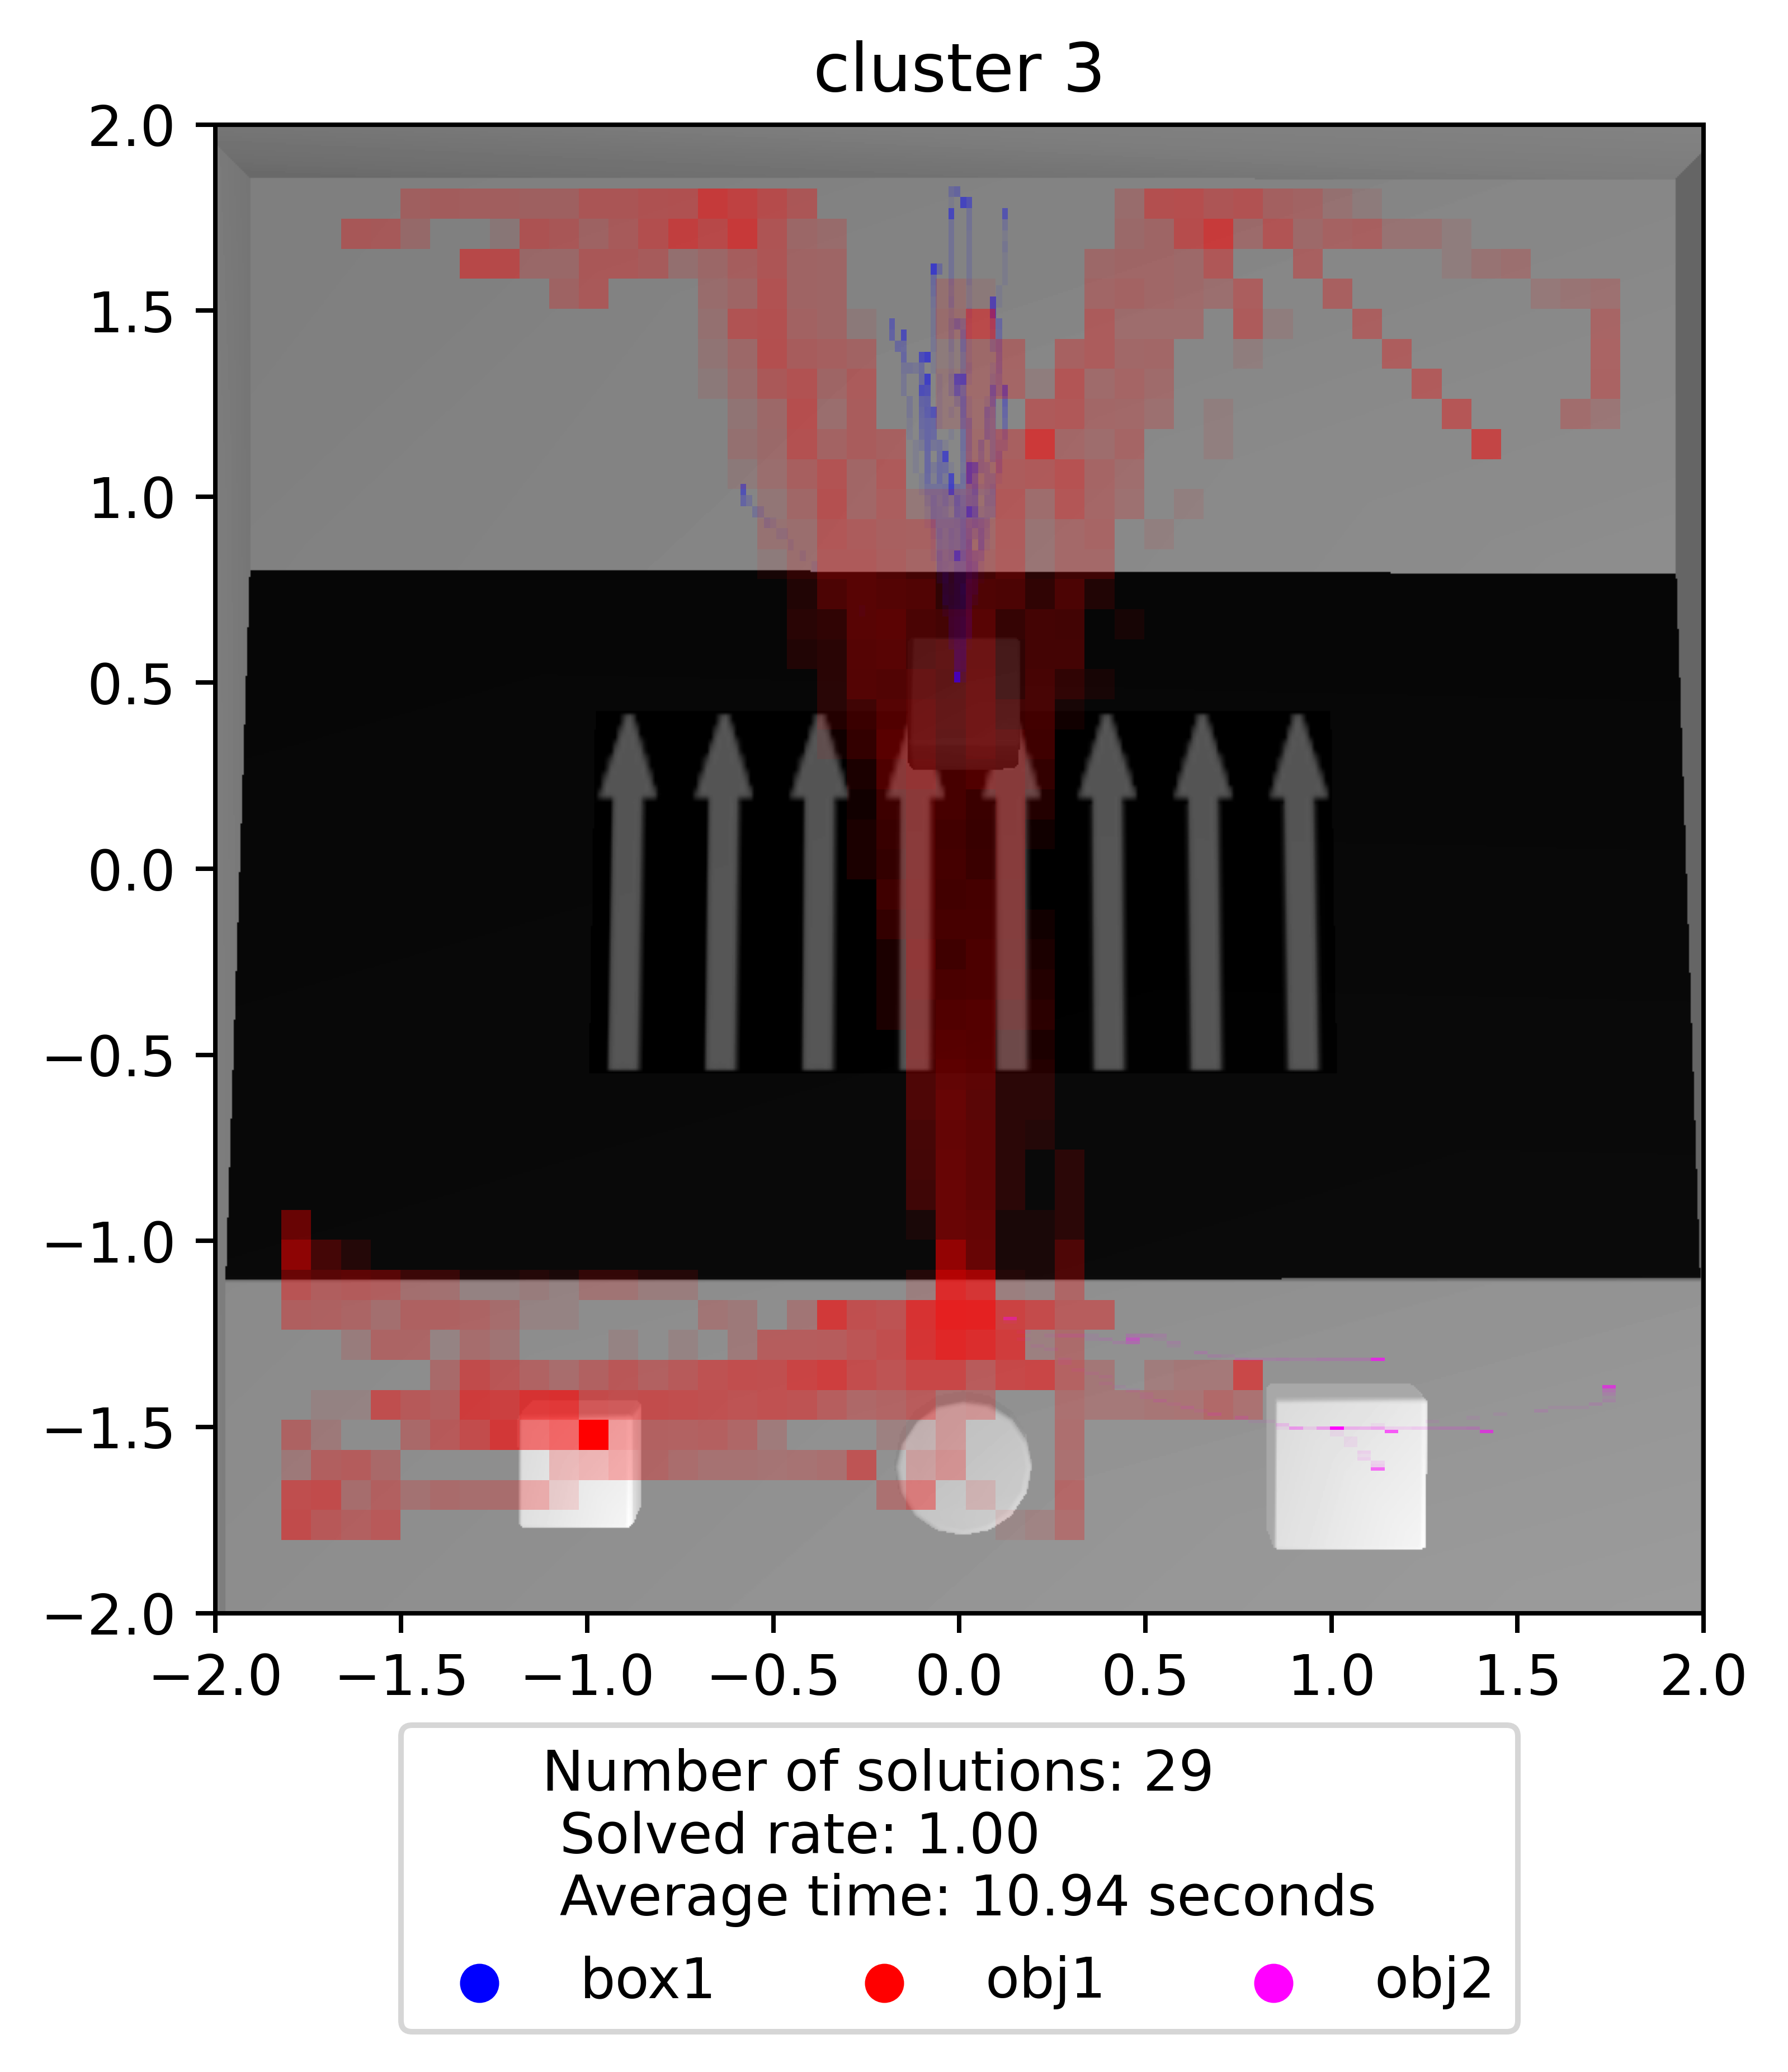 cluster 3
2.0
1.5
1.0
0.5
0.0
−0.5
−1.0
−1.5
−2.0
−2.0 −1.5 −1.0 −0.5 0.0 0.5 1.0 1.5 2.0
Number of solutions: 29
Solved rate: 1.00
Average time: 10.94 seconds
box1 obj1 obj2